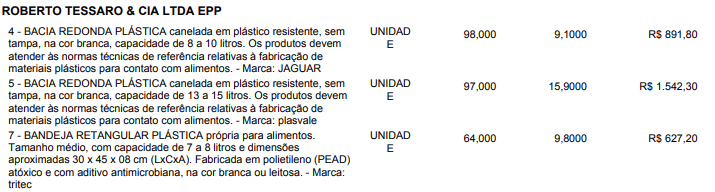 ROBERTO TESSARO & CIA LTDA EPP
4 - BACIA REDONDA PLÁSTICA canelada em plástico resistente, sem UNIDAD 98,000 9,1000 R$ 891,80
tampa, na cor branca, capacidade de 8 a 10 litros. Os produtos devem E
atender às normas técnicas de referência relativas à fabricação de
materiais plásticos para contato com alimentos. - Marca: JAGUAR
5 - BACIA REDONDA PLÁSTICA canelada em plástico resistente, sem UNIDAD 97,000 15,9000 R$ 1.542,30
tampa, na cor branca, capacidade de 13 a 15 litros. Os produtos devem E
atender às normas técnicas de referência relativas à fabricação de
materiais plásticos para contato com alimentos. - Marca: plasvale
7 - BANDEJA RETANGULAR PLÁSTICA própria para alimentos. UNIDAD 64,000 9,8000 R$ 627,20
Tamanho médio, com capacidade de 7 a 8 litros e dimensões E
aproximadas 30 x 45 x 08 cm (LxCxA). Fabricada em polietileno (PEAD)
atóxico e com aditivo antimicrobiana, na cor branca ou leitosa. - Marca:
tritec